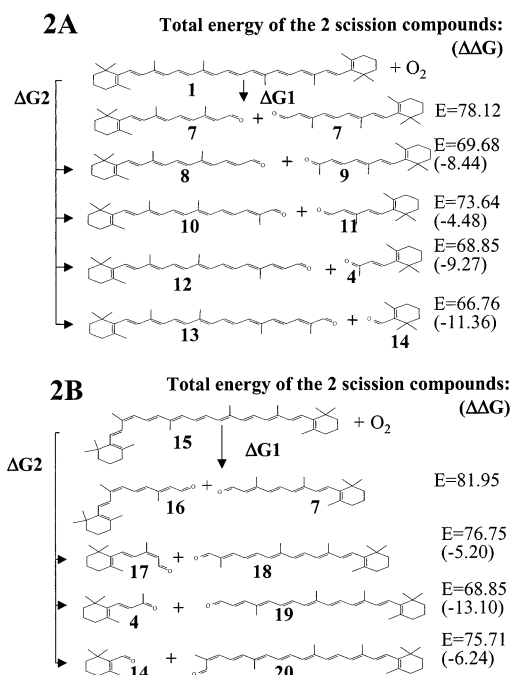 2A
Total energy of the 2 scission compounds:
(ΔΔG)
+ O2
1
ΔG2
ΔG1
O + O
7 7
E=78.12
O + O
8 9
E=69.68
(-8.44)
O + O
10 11
E=73.64
(-4.48)
O + O
12 4
E=68.85
(-9.27)
O + O
13 14
E=66.76
(-11.36)
2B
Total energy of the 2 scission compounds:
(ΔΔG)
+ O2
15
ΔG2
ΔG1
O + O
16 7
E=81.95
O + O
17 18
E=76.75
(-5.20)
O + O
4 19
E=68.85
(-13.10)
O + O
14 20
E=75.71
(-6.24)